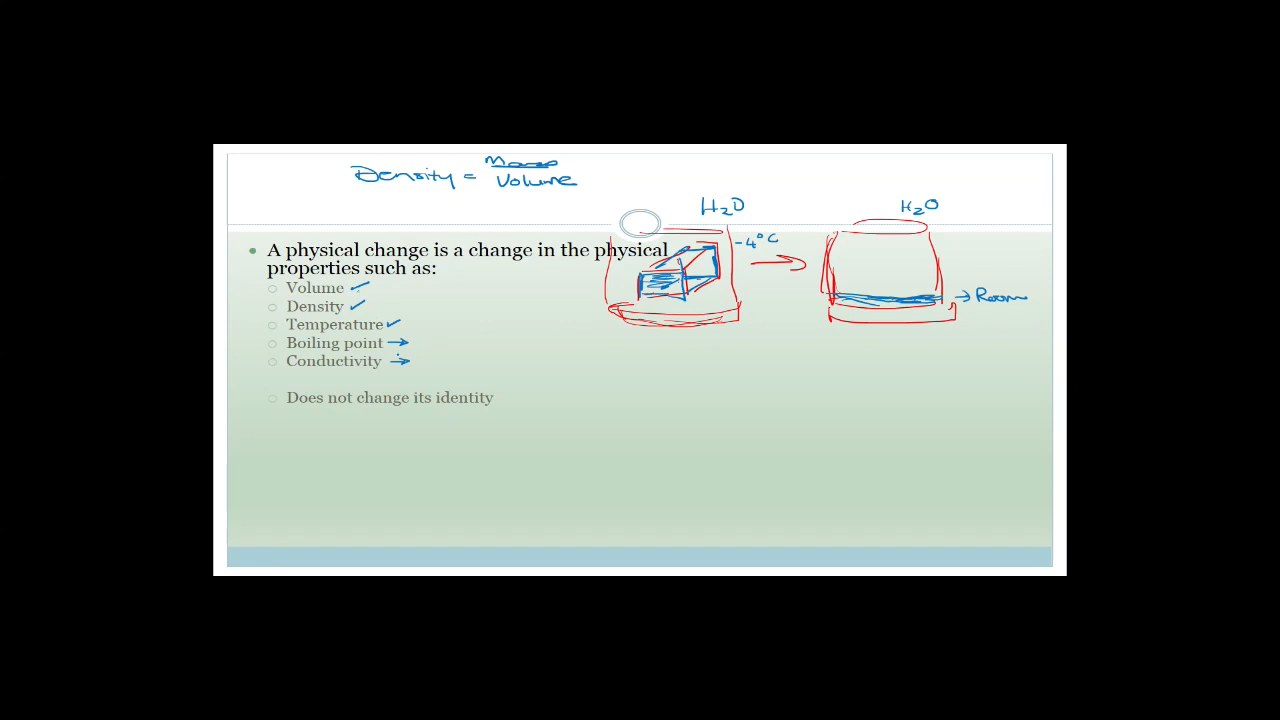 Mass
Density =
Volume
H₂O
H₂O
-4°C
• A physical change is a change in the physical
properties such as:
Volume
Density
Temperature
Boiling point
Conductivity
→ Room
Does not change its identity